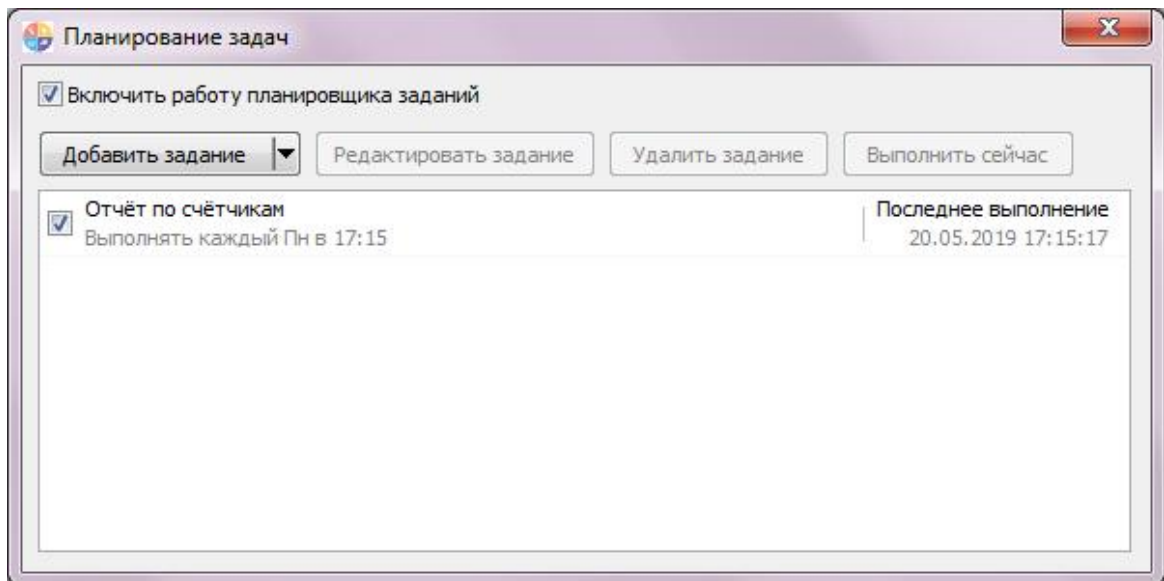 Планирование задач
Включить работу планировщика заданий
Добавить задание
Редактировать задание
Удалить задание
Выполнить сейчас
Отчёт по счётчикам
Выполнять каждый Пн в 17:15
Последнее выполнение
20.05.2019 17:15:17